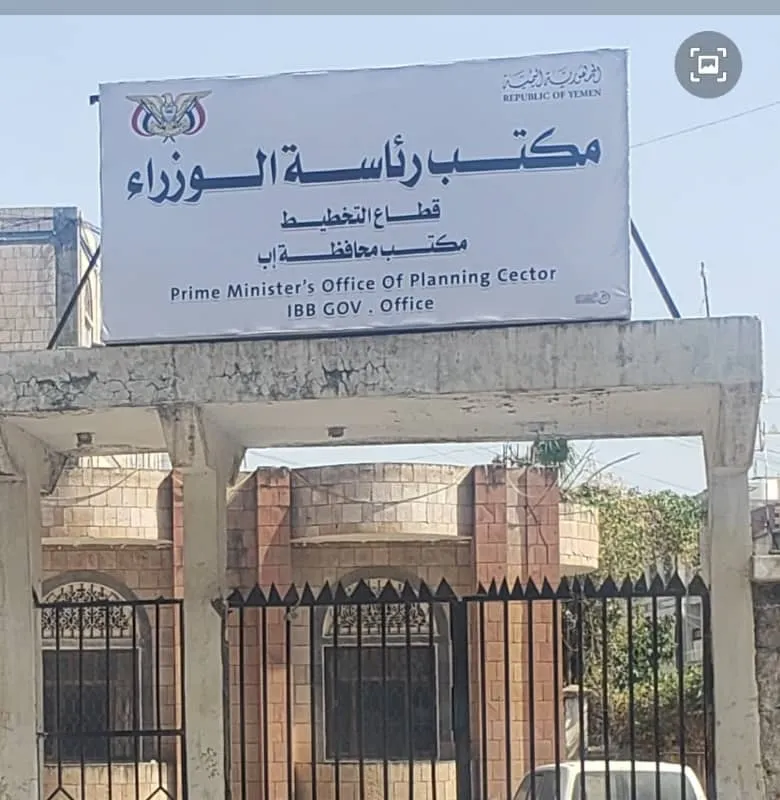 الجمهورية اليمنية
REPUBLIC OF YEMEN
مكتب رئاسة الوزراء
قطاع التخطيط
مكتب محافظة إب
Prime Minister's Office Of Planning Cector
IBB GOV . Office